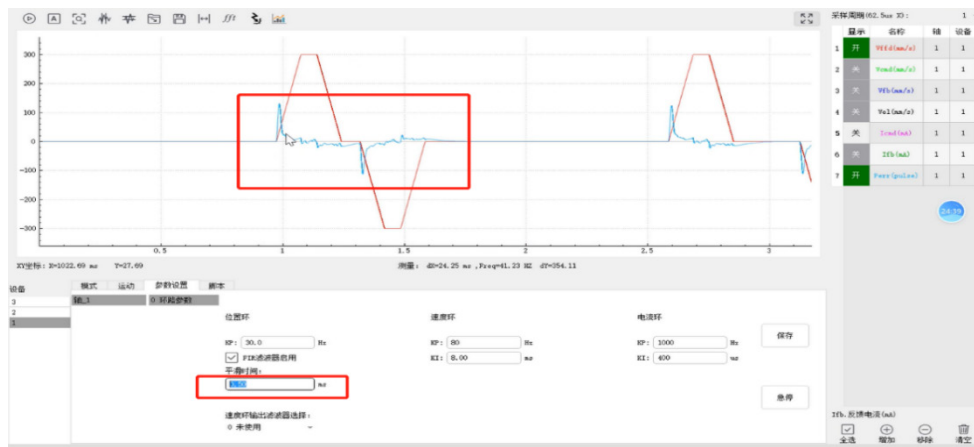 采样周期(62.5us ID: 1
显示 名称 轴 设备
1 开 Vffd(mm/s) 1 1
2 关 Vcmd(mm/s) 1 1
3 关 Vfb(mm/s) 1 1
4 关 Vel(mm/s) 1 1
5 关 Icmd(mA) 1 1
6 关 Ifb(mA) 1 1
7 开 Perr(pulse) 1 1
24:39
300
200
100
0
-100
-200
-300
0.5 1 1.5 2 2.5 3
XY坐标: X=1022.69 ms Y=27.69
测量: dX=24.25 ms ,Freq=41.23 HZ dY=354.11
设备
3
2
1
模式 运动 参数设置 脚本
轴_1 0 环路参数
位置环 速度环 电流环
KP: 30.0 Hz KP: 80 Hz KP: 1000 Hz
FIR滤波器启用 KI: 8.00 ms KI: 400 us
平滑时间:
ms
速度环输出滤波器选择:
0 未使用
保存
急停
Ifb.反馈电流(mA)
全选 增加 移除 清空